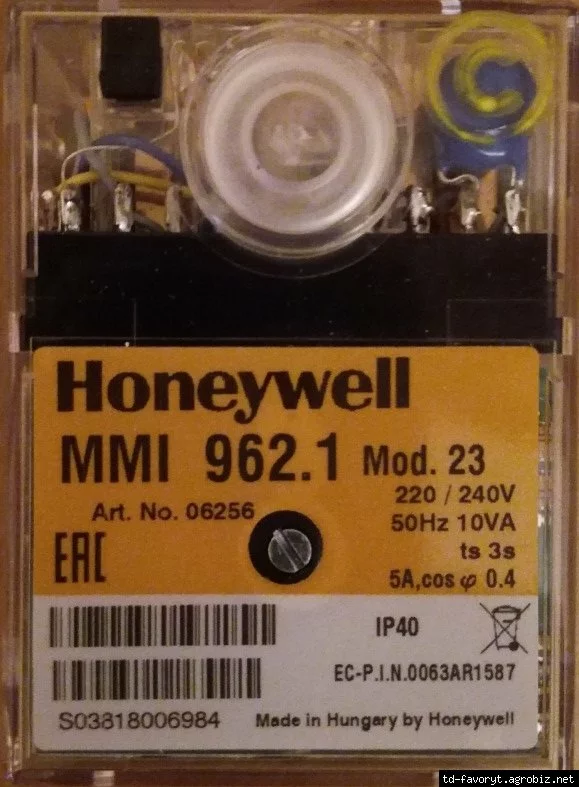 Honeywell
MMI 962.1 Mod. 23
220 / 240V
Art. No. 06256
50Hz 10VA
EAC
ts 3s
5A,cos φ 0.4
IP40
EC-P.I.N.0063AR1587
S03818006984
Made in Hungary by Honeywell
td-favoryt.agrobiz.net